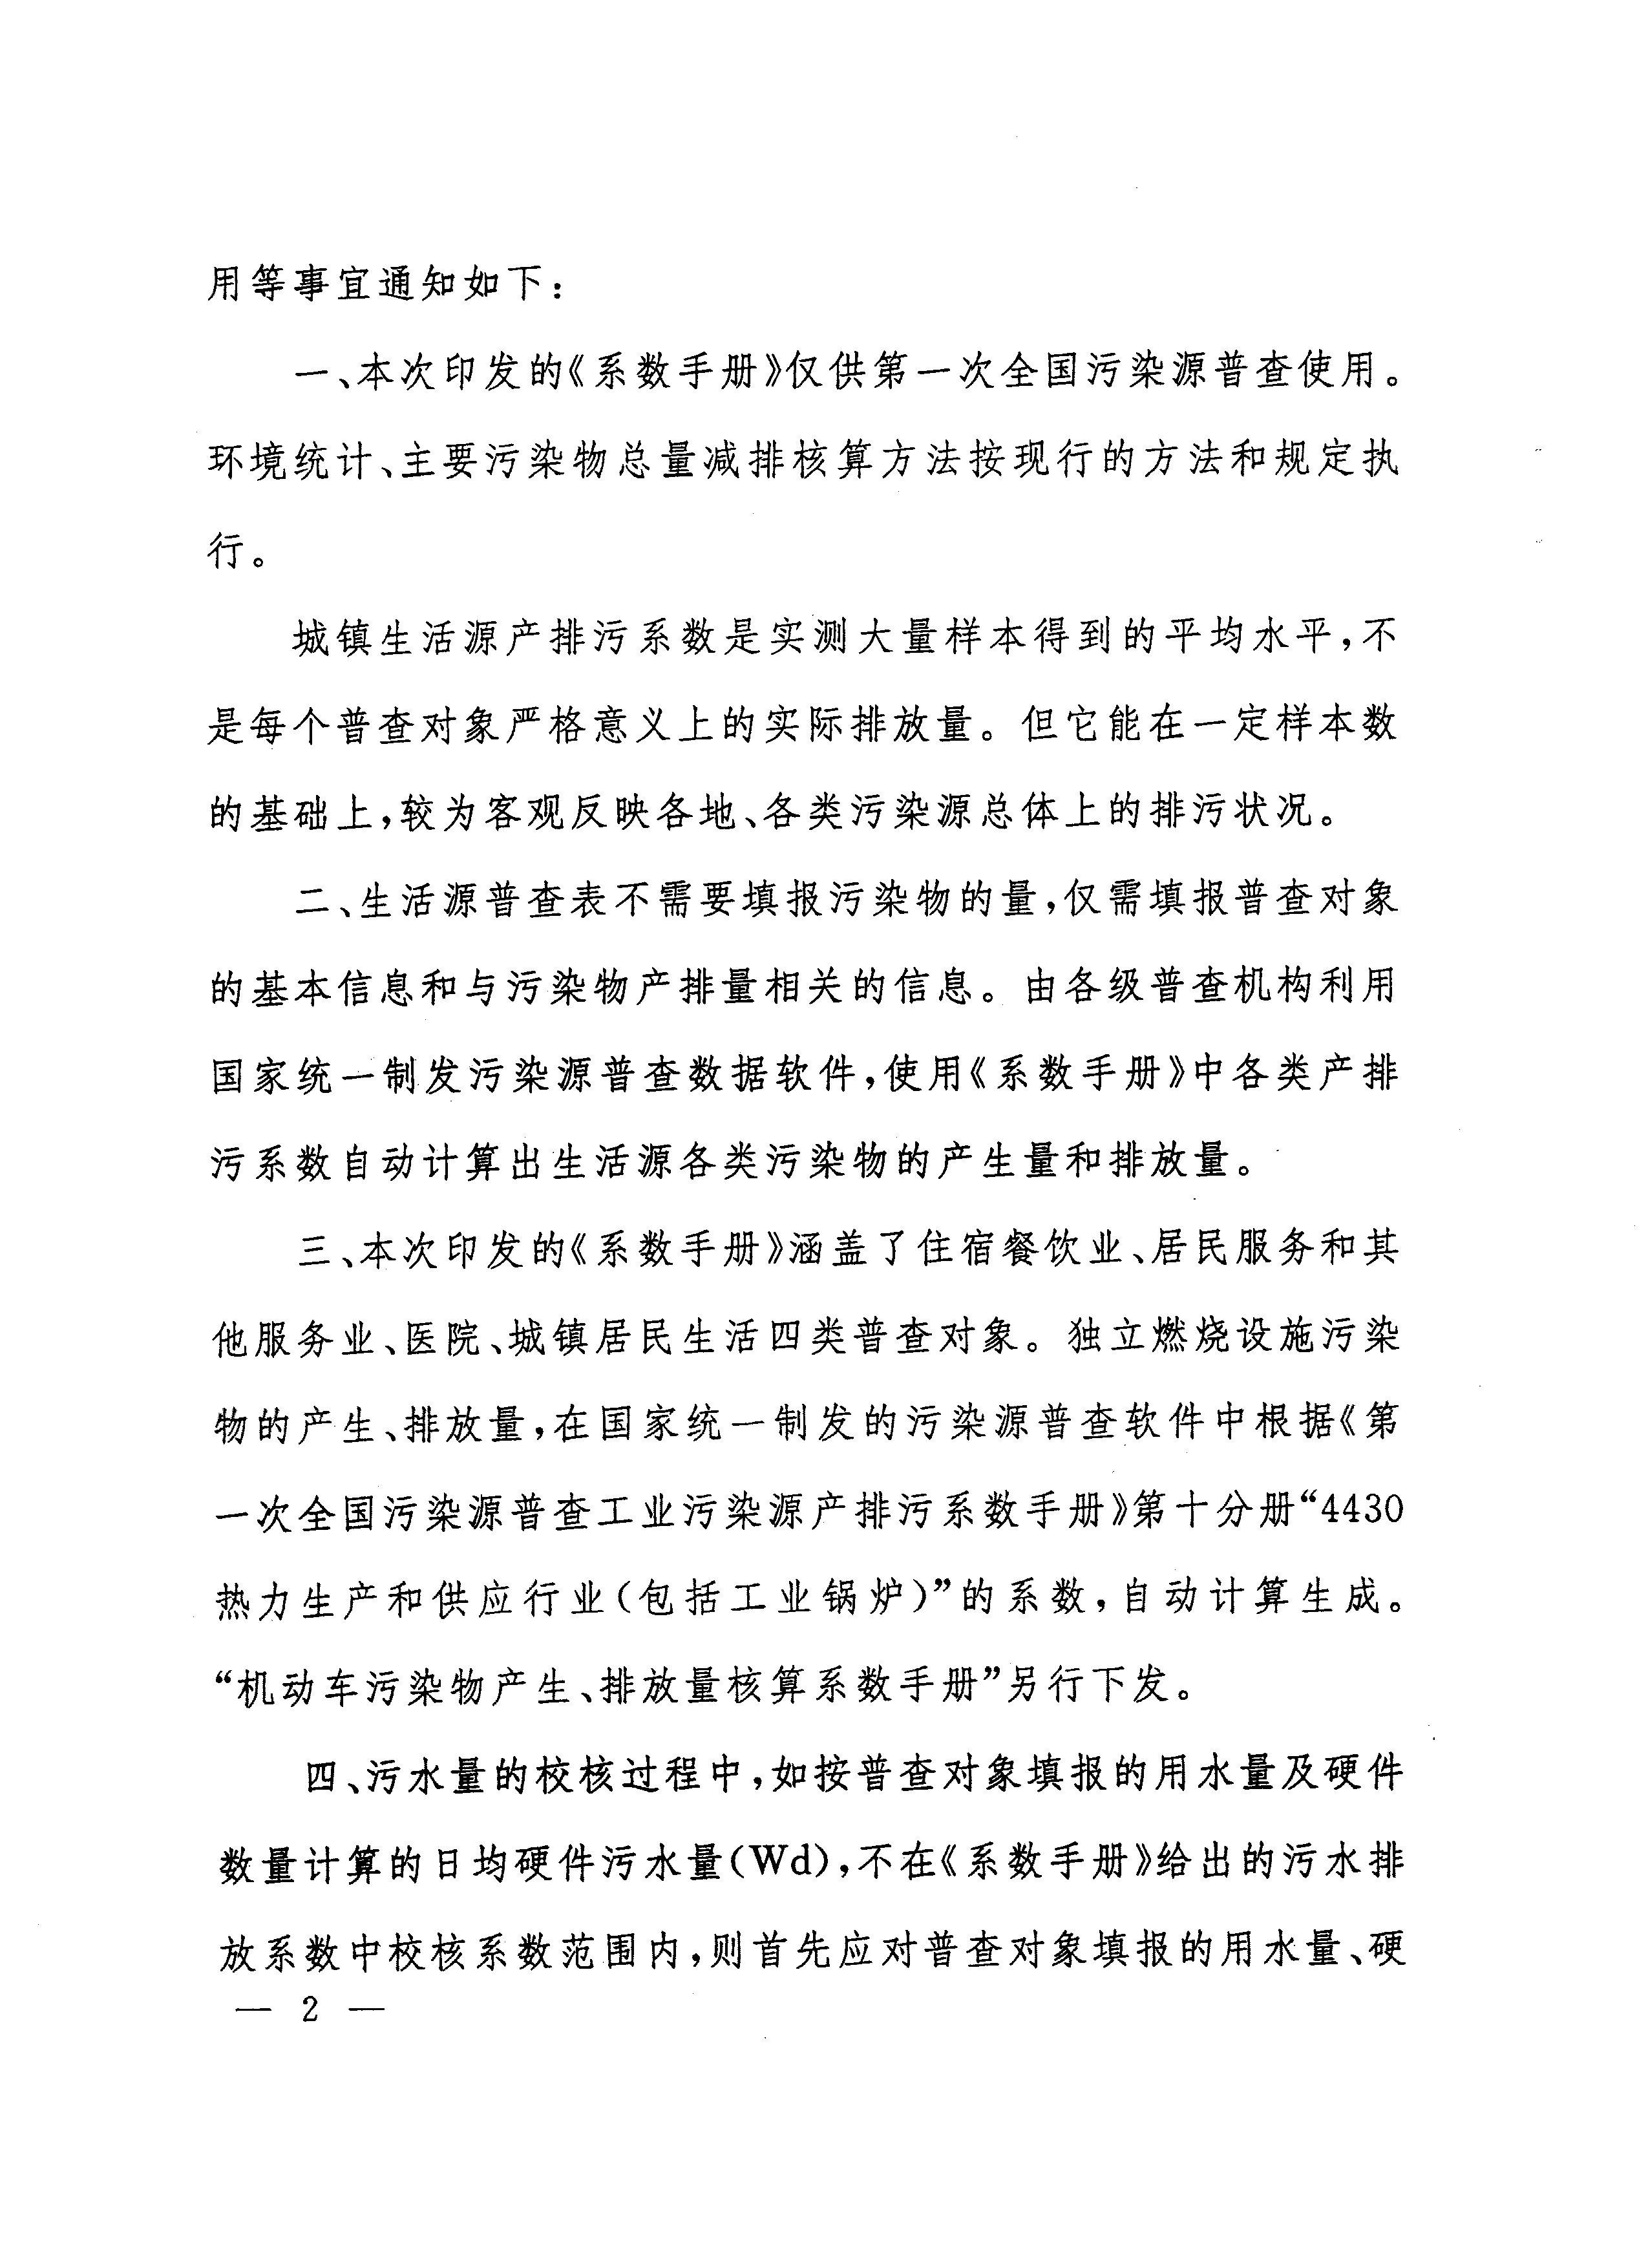 用等事宜通知如下：
一、本次印发的《系数手册》仅供第一次全国污染源普查使用。
环境统计、主要污染物总量减排核算方法按现行的方法和规定执
行。
城镇生活源产排污系数是实测大量样本得到的平均水平，不
是每个普查对象严格意义上的实际排放量。但它能在一定样本数
的基础上，较为客观反映各地、各类污染源总体上的排污状况。
二、生活源普查表不需要填报污染物的量，仅需填报普查对象
的基本信息和与污染物产排量相关的信息。由各级普查机构利用
国家统一制发污染源普查数据软件，使用《系数手册》中各类产排
污系数自动计算出生活源各类污染物的产生量和排放量。
三、本次印发的《系数手册》涵盖了住宿餐饮业、居民服务和其
他服务业、医院、城镇居民生活四类普查对象。独立燃烧设施污染
物的产生、排放量，在国家统一制发的污染源普查软件中根据《第
一次全国污染源普查工业污染源产排污系数手册》第十分册“4430
热力生产和供应行业(包括工业锅炉)”的系数，自动计算生成。
“机动车污染物产生、排放量核算系数手册”另行下发。
四、污水量的校核过程中，如按普查对象填报的用水量及硬件
数量计算的日均硬件污水量(Wd)，不在《系数手册》给出的污水排
放系数中校核系数范围内，则首先应对普查对象填报的用水量、硬
— 2 —